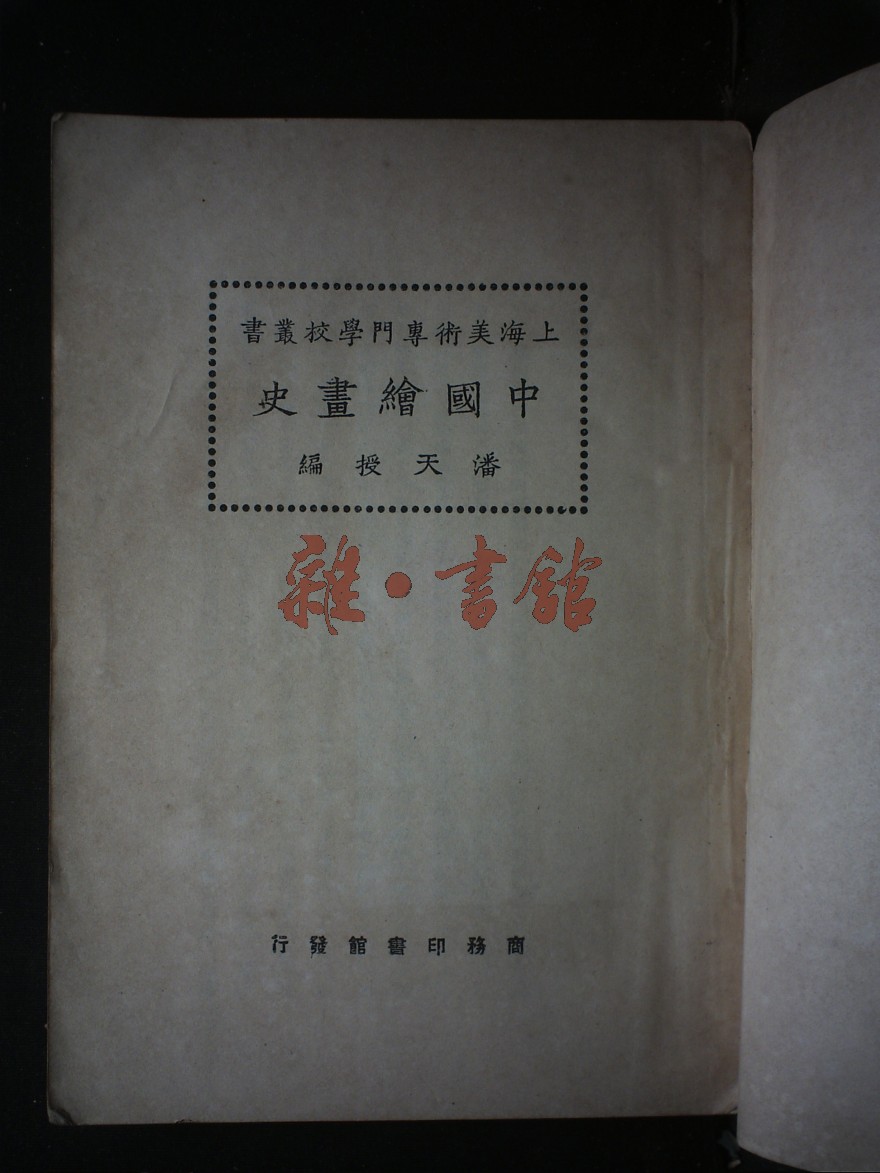 上海美術專門學校叢書
中國繪畫史
潘天授編
雜·書館
商務印書館發行